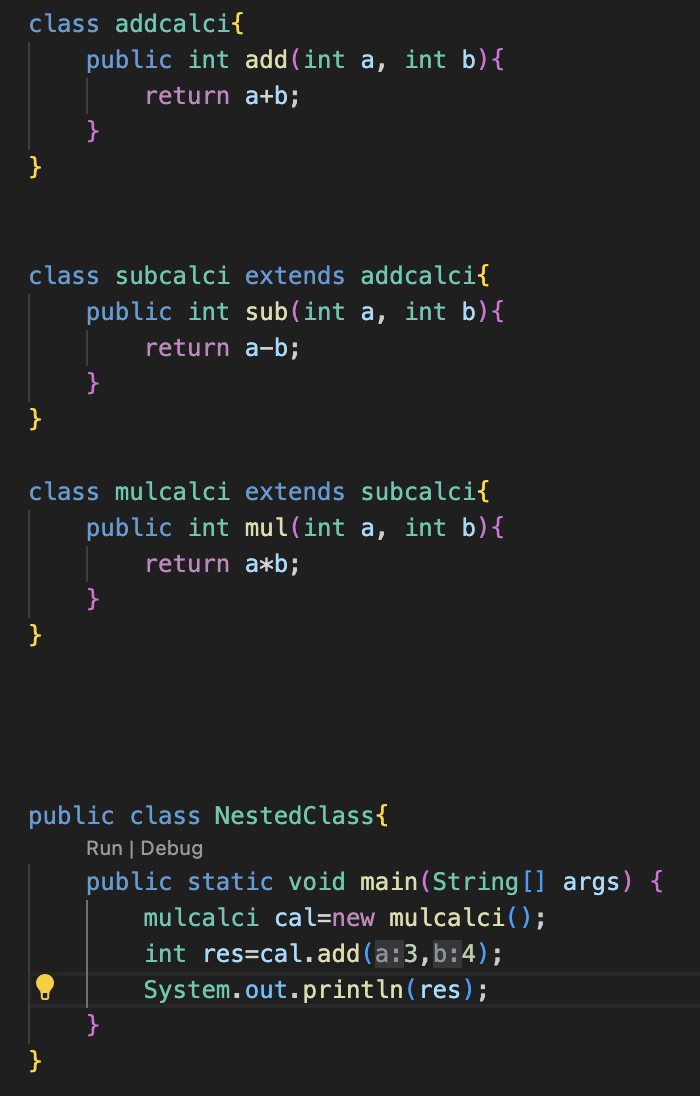 class addcalci{
    public int add(int a, int b){
        return a+b;
    }
}
class subcalci extends addcalci{
    public int sub(int a, int b){
        return a-b;
    }
}
class mulcalci extends subcalci{
    public int mul(int a, int b){
        return a*b;
    }
}
public class NestedClass{
    Run | Debug
    public static void main(String[] args) {
        mulcalci cal=new mulcalci();
        int res=cal.add(a:3,b:4);
        System.out.println(res);
    }
}